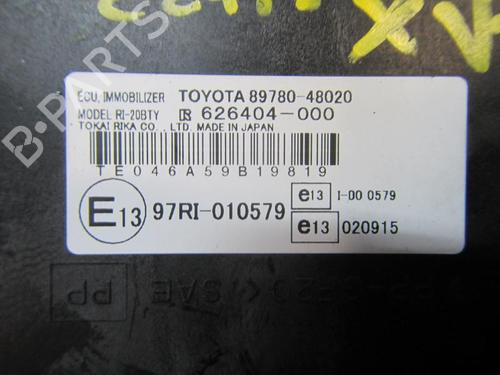 ECU, IMMOBILIZER TOYOTA 89780-48020
MODEL RI-20BTY R 626404-000
TOKAI RIKA CO., LTD. MADE IN JAPAN
TE046A59B19819
E13 97RI-010579 e13 I-00 0579
e13 020915
PP